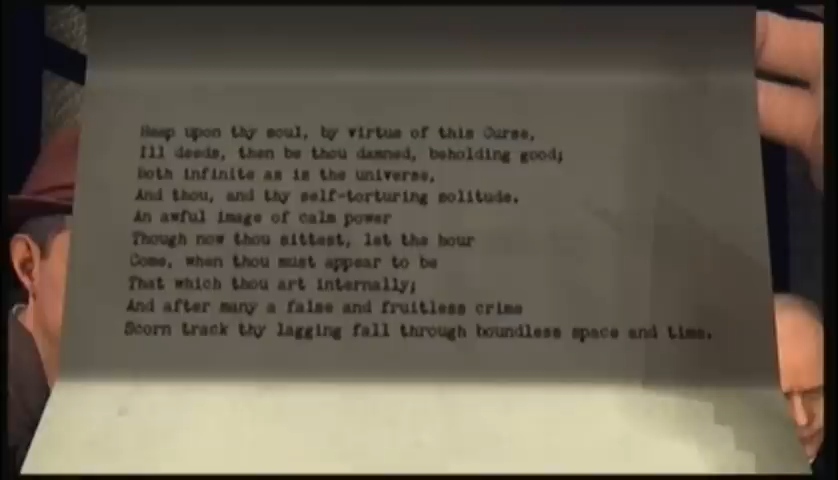 Heap upon thy soul, by virtue of this Curse,
Ill deeds, then be thou damned, beholding good;
Both infinite as is the universe,
And thou, and thy self-torturing solitude.
An awful image of calm power
Though now thou sittest, let the hour
Come, when thou must appear to be
That which thou art internally;
And after many a false and fruitless crime
Scorn track thy lagging fall through boundless space and time.